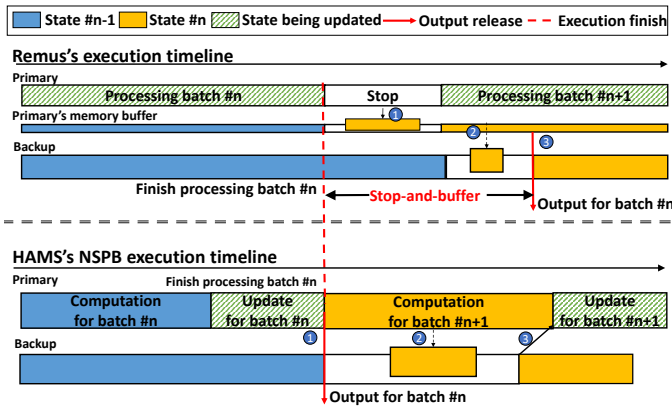 State #n-1 State #n State being updated Output release Execution finish
Remus's execution timeline
Primary
Processing batch #n Stop Processing batch #n+1
Primary's memory buffer
1
2
3
Backup
Finish processing batch #n
Stop-and-buffer
Output for batch #n
HAMS's NSPB execution timeline
Primary
Finish processing batch #n
Computation for batch #n
Update for batch #n
Computation for batch #n+1
Update for batch #n+1
1
2
3
Backup
Output for batch #n